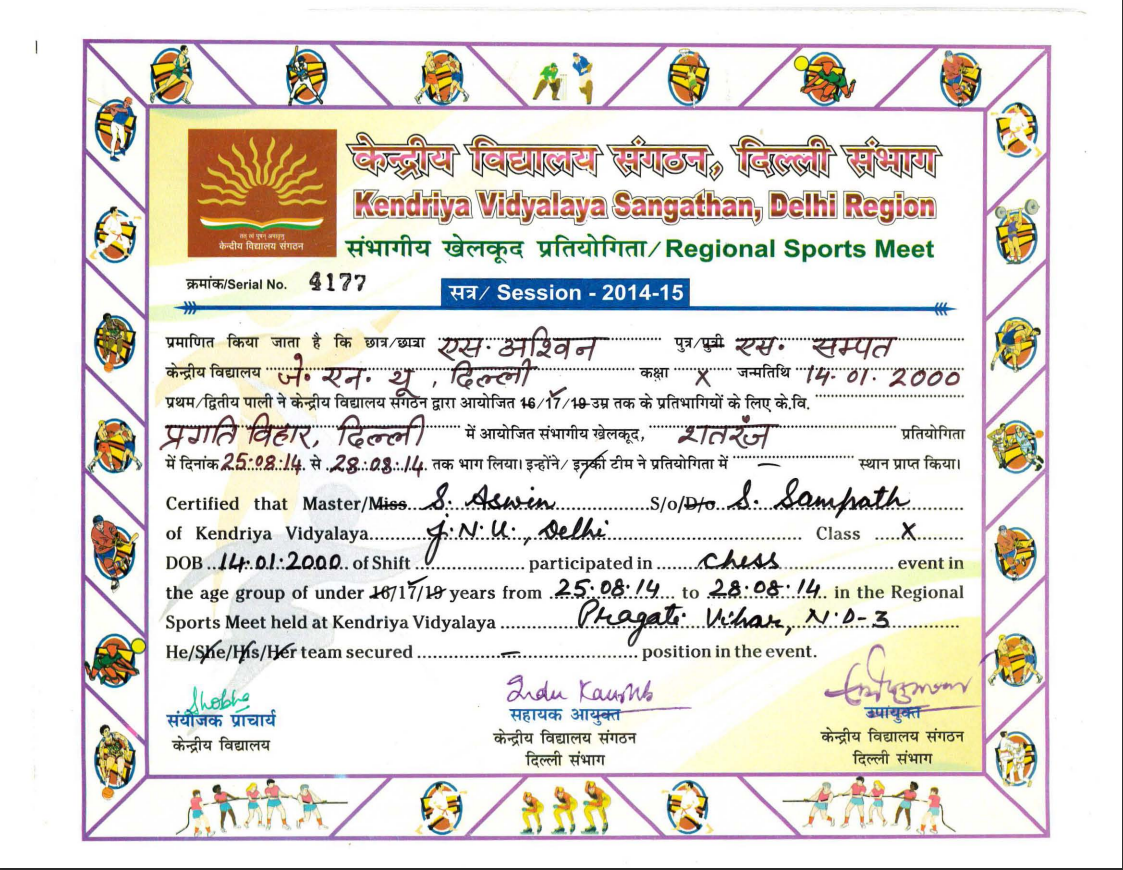 केन्द्रीय विद्यालय संगठन, दिल्ली संभाग
Kendriya Vidyalaya Sangathan, Delhi Region
संभागीय खेलकूद प्रतियोगिता/Regional Sports Meet
तत् त्वं पूषन् अपावृणु
केन्द्रीय विद्यालय संगठन
क्रमांक/Serial No. 4177
सत्र/ Session - 2014-15
प्रमाणित किया जाता है कि छात्र/छात्रा एस. अश्विन पुत्र/पुत्री एस. सम्पत
केन्द्रीय विद्यालय जे. एन. यू , दिल्ली कक्षा X जन्मतिथि 14.01.2000
प्रथम/द्वितीय पाली ने केन्द्रीय विद्यालय संगठन द्वारा आयोजित 16/17/19 उम्र तक के प्रतिभागियों के लिए के.वि.
प्रगति विहार, दिल्ली में आयोजित संभागीय खेलकूद, शतरंज प्रतियोगिता
में दिनांक 25.08.14 से 28.08.14 तक भाग लिया। इन्होंने/ इनकी टीम ने प्रतियोगिता में – स्थान प्राप्त किया।
Certified that Master/Miss S. Aswin S/o/D/o S. Sampath
of Kendriya Vidyalaya J.N.U., Delhi Class X
DOB 14.01.2000 of Shift participated in Chess event in
the age group of under 16/17/19 years from 25.08.14 to 28.08.14 in the Regional
Sports Meet held at Kendriya Vidyalaya Pragati Vihar, N.D-3
He/She/His/Her team secured – position in the event.
Shobha Indu Kaushik
संयोजक प्राचार्य सहायक आयुक्त उपायुक्त
केन्द्रीय विद्यालय केन्द्रीय विद्यालय संगठन केन्द्रीय विद्यालय संगठन
दिल्ली संभाग दिल्ली संभाग